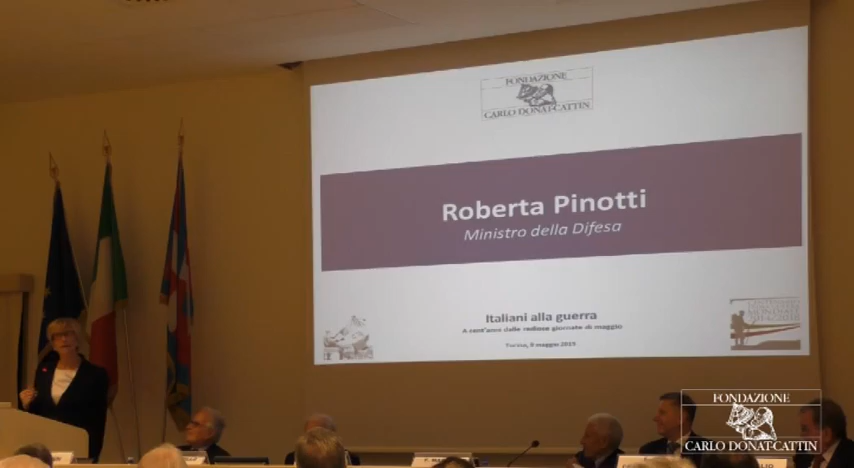 FONDAZIONE
CARLO DONAT-CATTIN
Roberta Pinotti
Ministro della Difesa
Italiani alla guerra
A cent'anni dalle radiose giornate di maggio
Torino, 8 maggio 2015
FONDAZIONE
CARLO DONAT-CATTIN